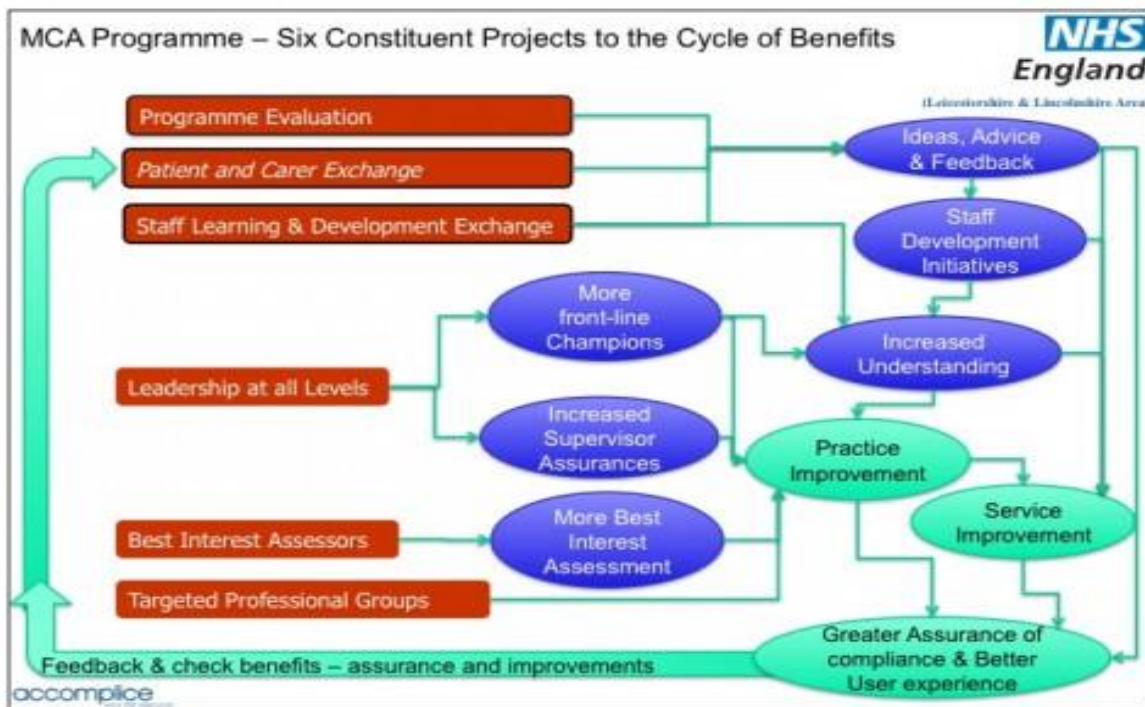 MCA Programme – Six Constituent Projects to the Cycle of Benefits
NHS
England
(Leicestershire & Lincolnshire Area)
Programme Evaluation
Patient and Carer Exchange
Staff Learning & Development Exchange
Ideas, Advice
& Feedback
Staff
Development
Initiatives
More
front-line
Champions
Increased
Understanding
Leadership at all Levels
Increased
Supervisor
Assurances
Practice
Improvement
Service
Improvement
Best Interest Assessors
More Best
Interest
Assessment
Targeted Professional Groups
Greater Assurance of
compliance & Better
User experience
Feedback & check benefits – assurance and improvements
accomplice